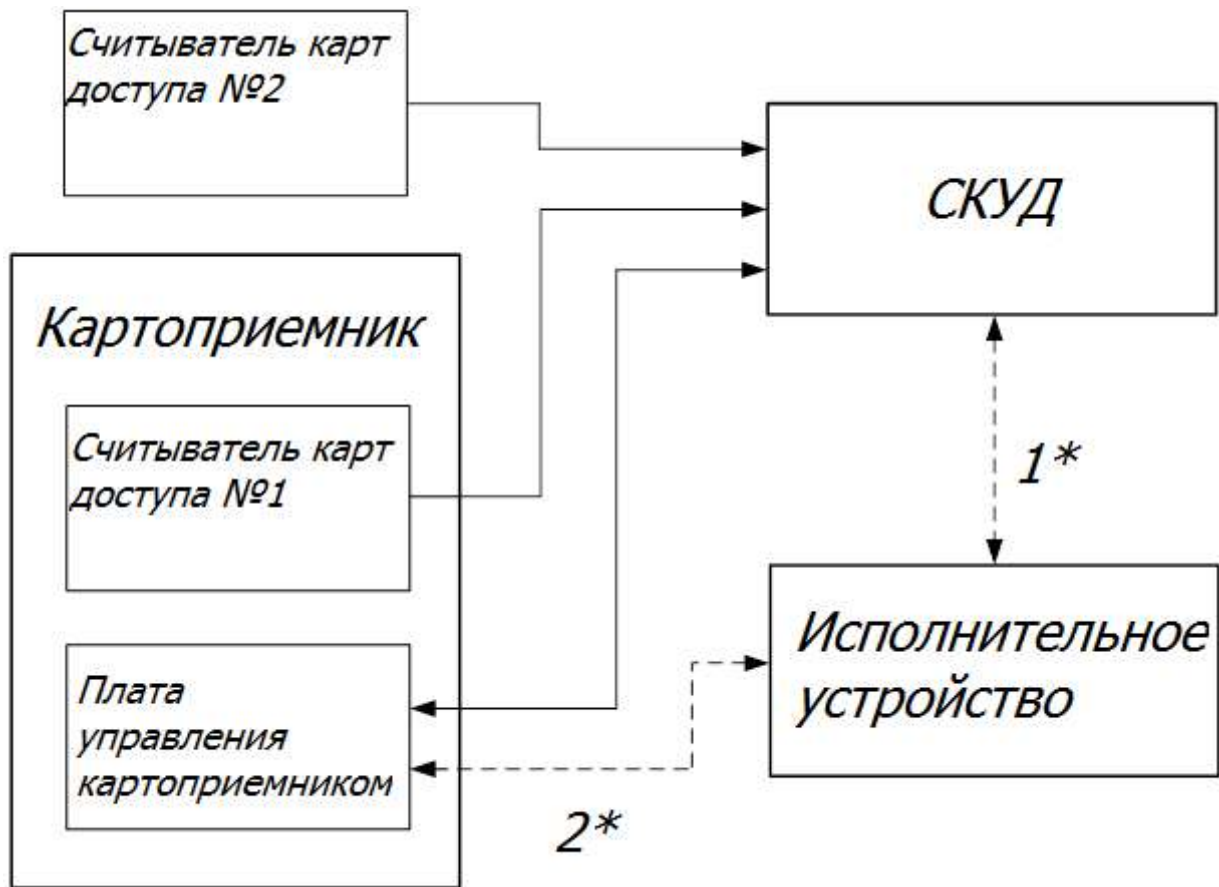 Считыватель карт
доступа №2
СКУД
Картоприемник
Считыватель карт
доступа №1
1*
Исполнительное
устройство
Плата
управления
картоприемником
2*